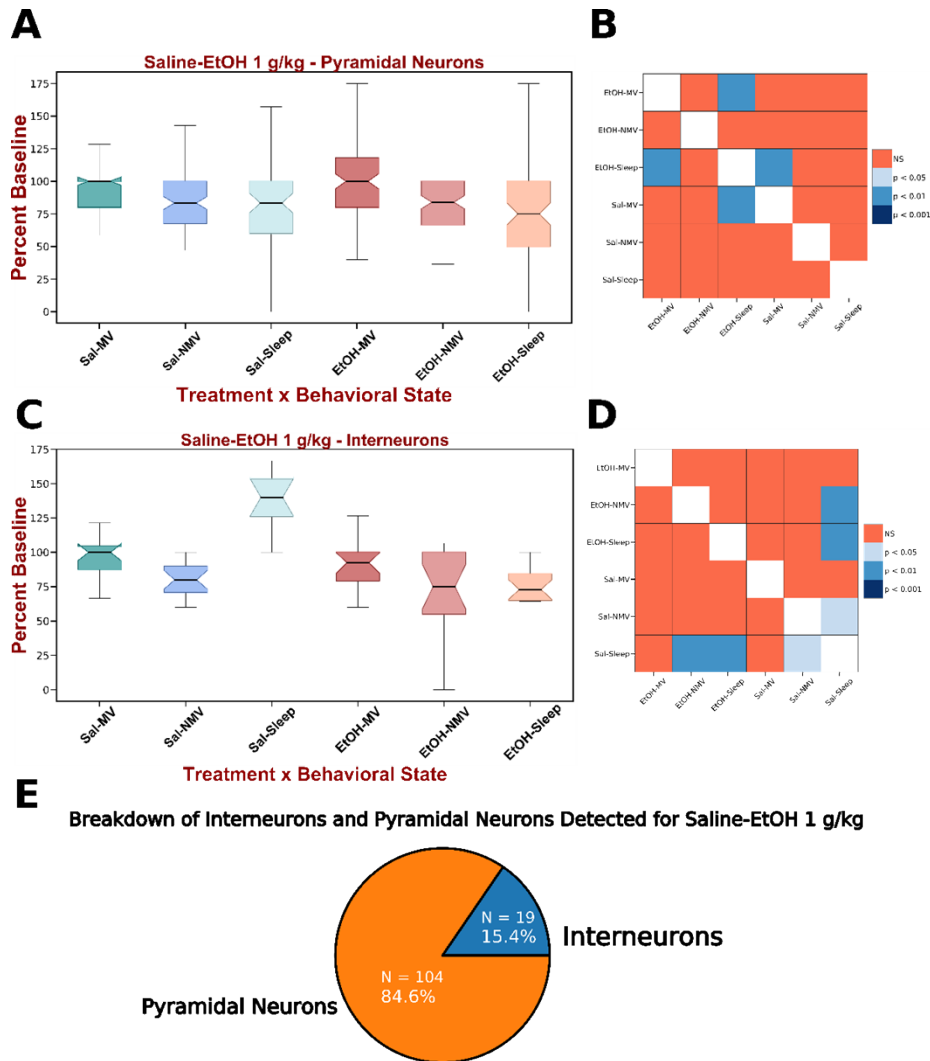 A
Saline-EtOH 1 g/kg - Pyramidal Neurons
Percent Baseline
175
150
125
100
75
50
25
0
Sal-MV
Sal-NMV
Sal-Sleep
EtOH-MV
EtOH-NMV
EtOH-Sleep
Treatment x Behavioral State
B
EtOH-MV
EtOH-NMV
EtOH-Sleep
Sal-MV
Sal-NMV
Sal-Sleep
EtOH-MV
EtOH-NMV
EtOH-Sleep
Sal-MV
Sal-NMV
Sal-Sleep
NS
p < 0.05
p < 0.01
p < 0.001
C
Saline-EtOH 1 g/kg - Interneurons
Percent Baseline
175
150
125
100
75
50
25
0
Sal-MV
Sal-NMV
Sal-Sleep
EtOH-MV
EtOH-NMV
EtOH-Sleep
Treatment x Behavioral State
D
EtOH-MV
EtOH-NMV
EtOH-Sleep
Sal-MV
Sal-NMV
Sal-Sleep
EtOH-MV
EtOH-NMV
EtOH-Sleep
Sal-MV
Sal-NMV
Sal-Sleep
NS
p < 0.05
p < 0.01
p < 0.001
E
Breakdown of Interneurons and Pyramidal Neurons Detected for Saline-EtOH 1 g/kg
N = 19
15.4%
Interneurons
N = 104
84.6%
Pyramidal Neurons